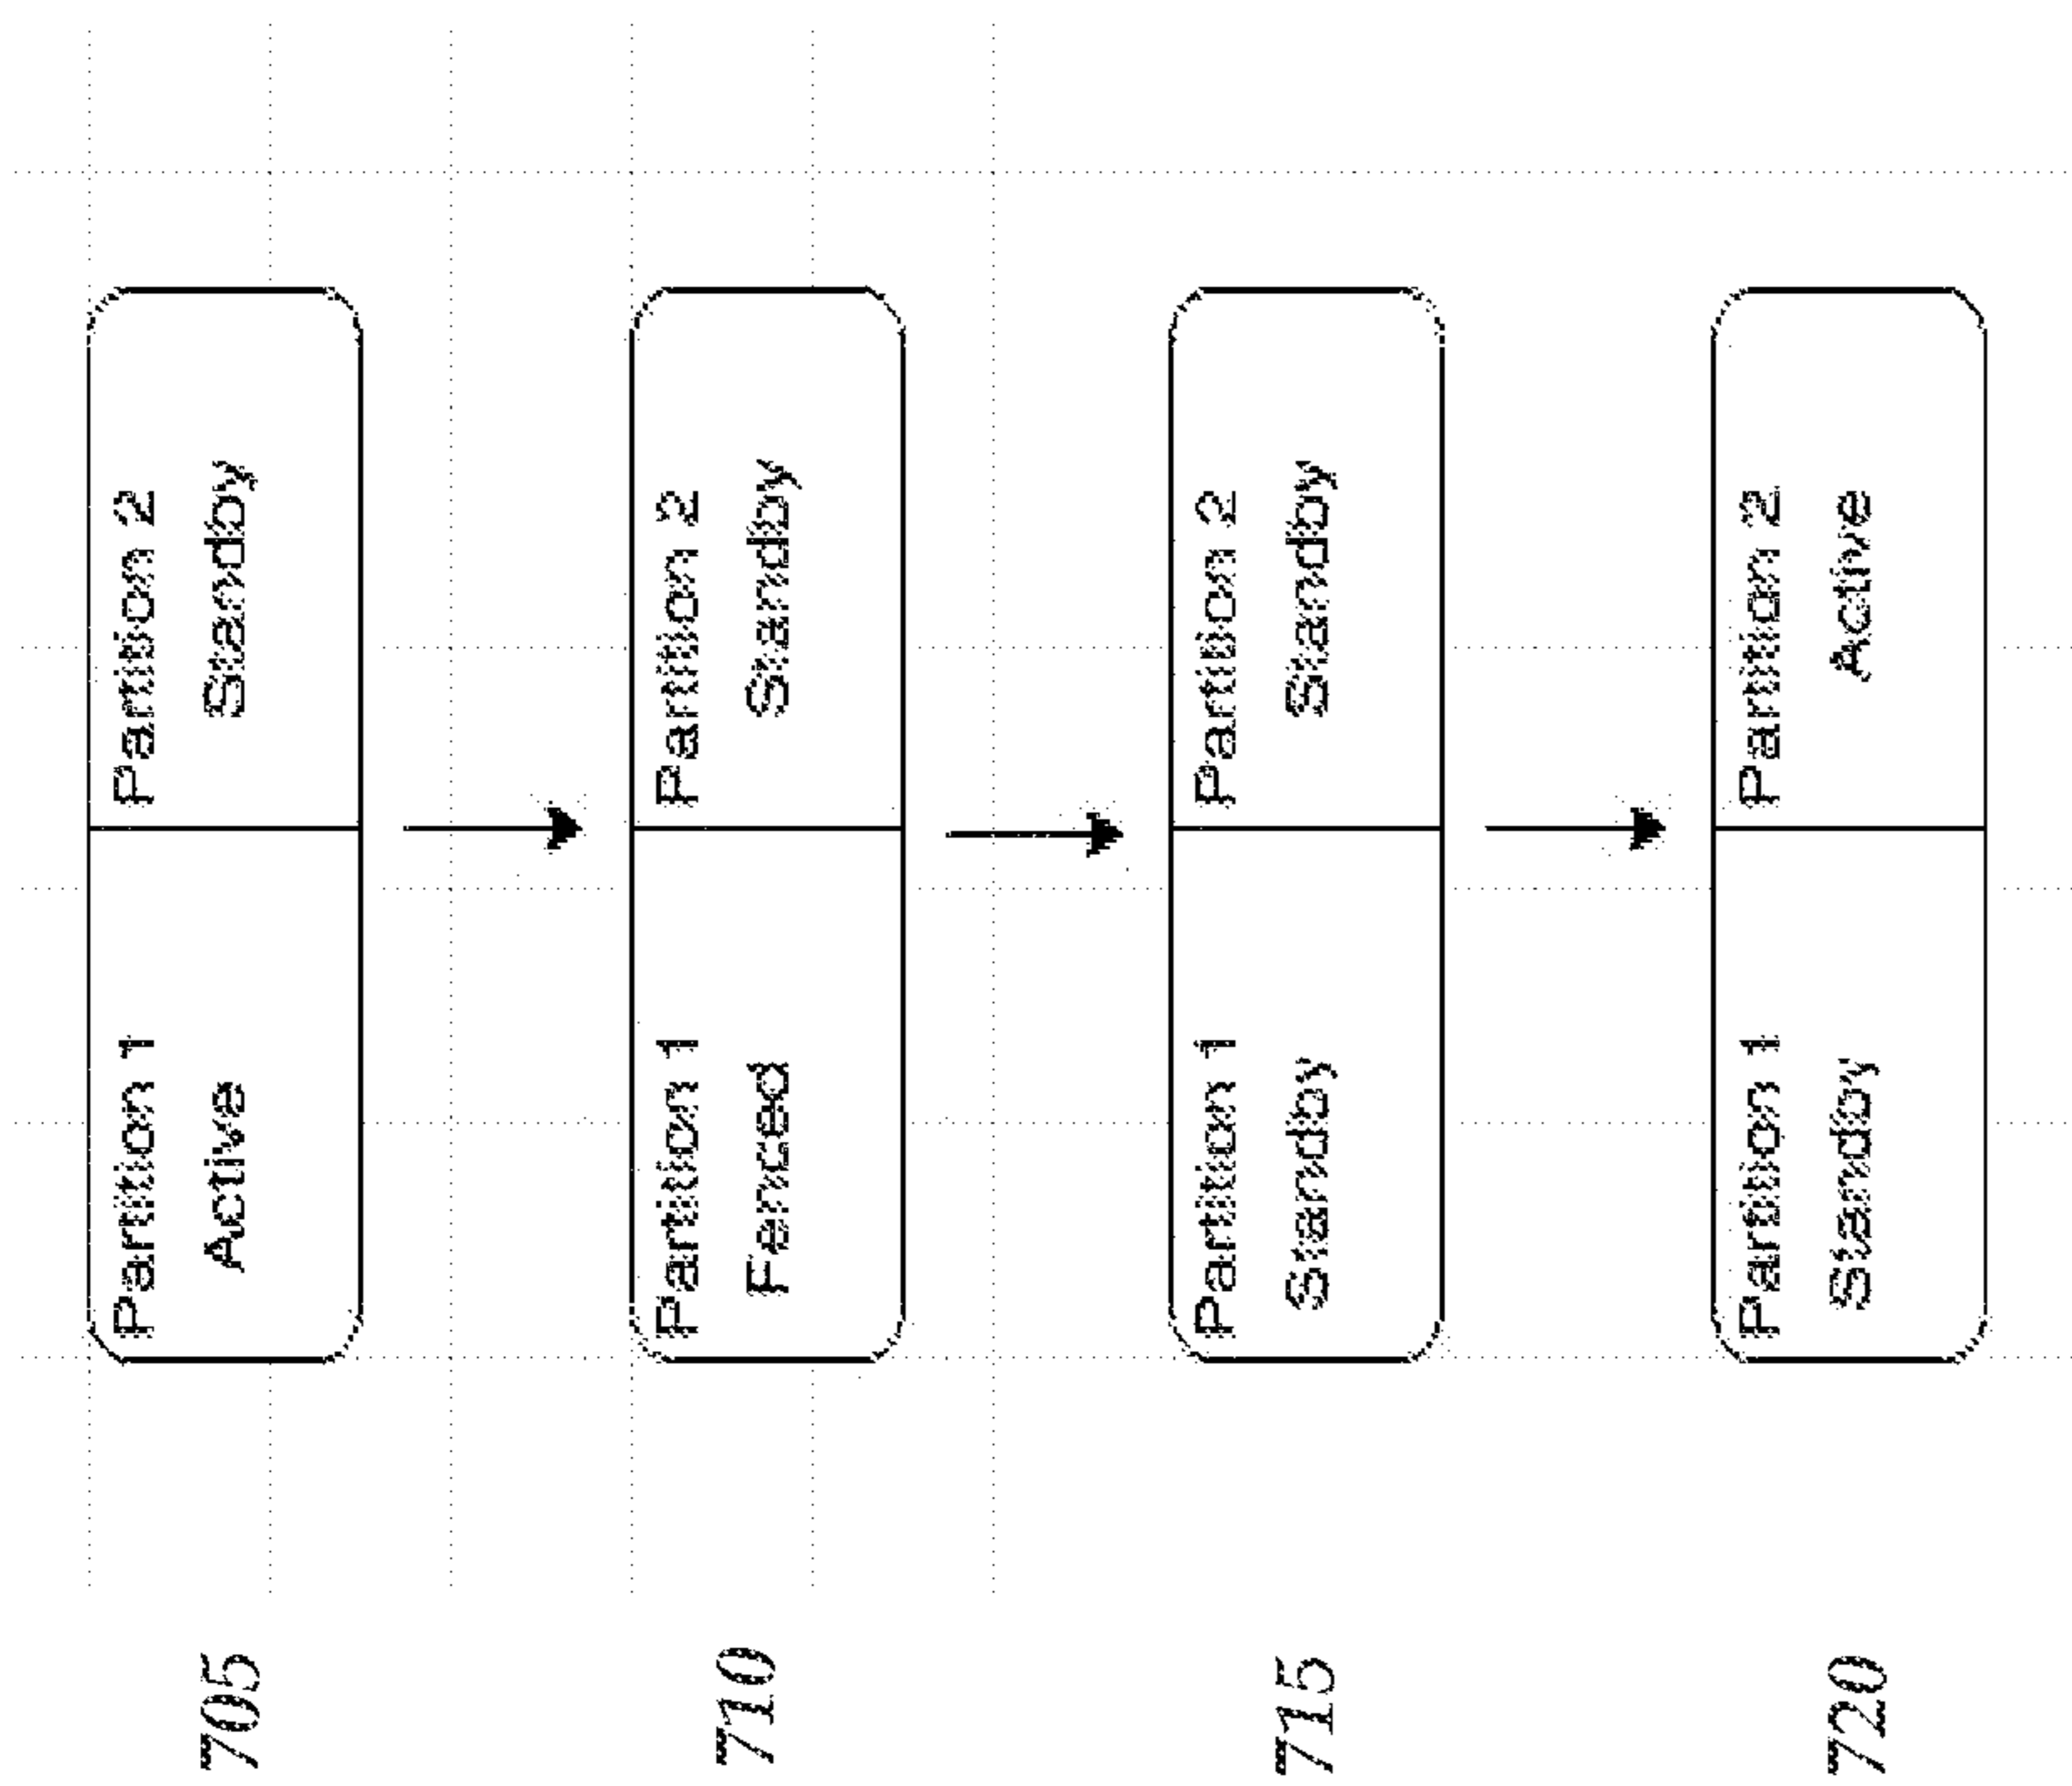 705
Partition 1
Active
Partition 2
Standby
710
Partition 1
Fenced
Partition 2
Standby
715
Partition 1
Standby
Partition 2
Standby
720
Partition 1
Standby
Partition 2
Active